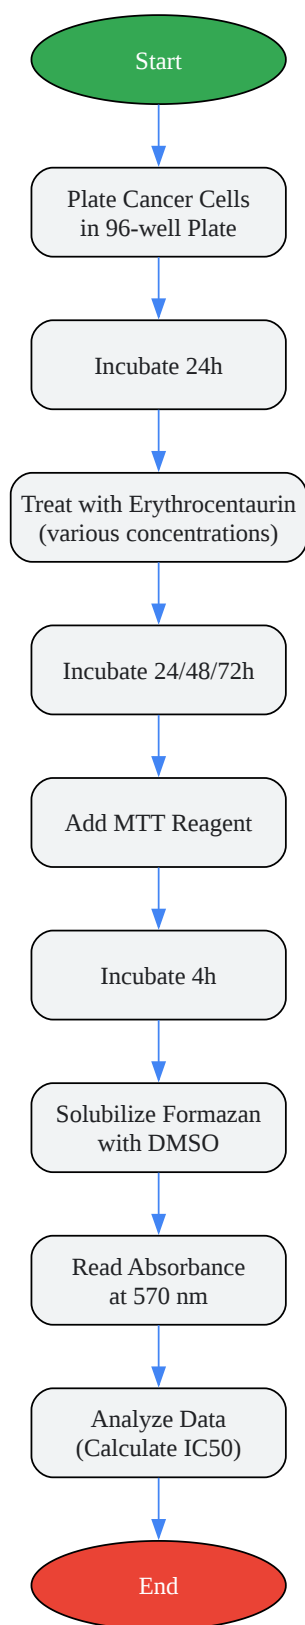 Start
Plate Cancer Cells
in 96-well Plate
Incubate 24h
Treat with Erythrocentaurin
(various concentrations)
Incubate 24/48/72h
Add MTT Reagent
Incubate 4h
Solubilize Formazan
with DMSO
Read Absorbance
at 570 nm
Analyze Data
(Calculate IC50)
End